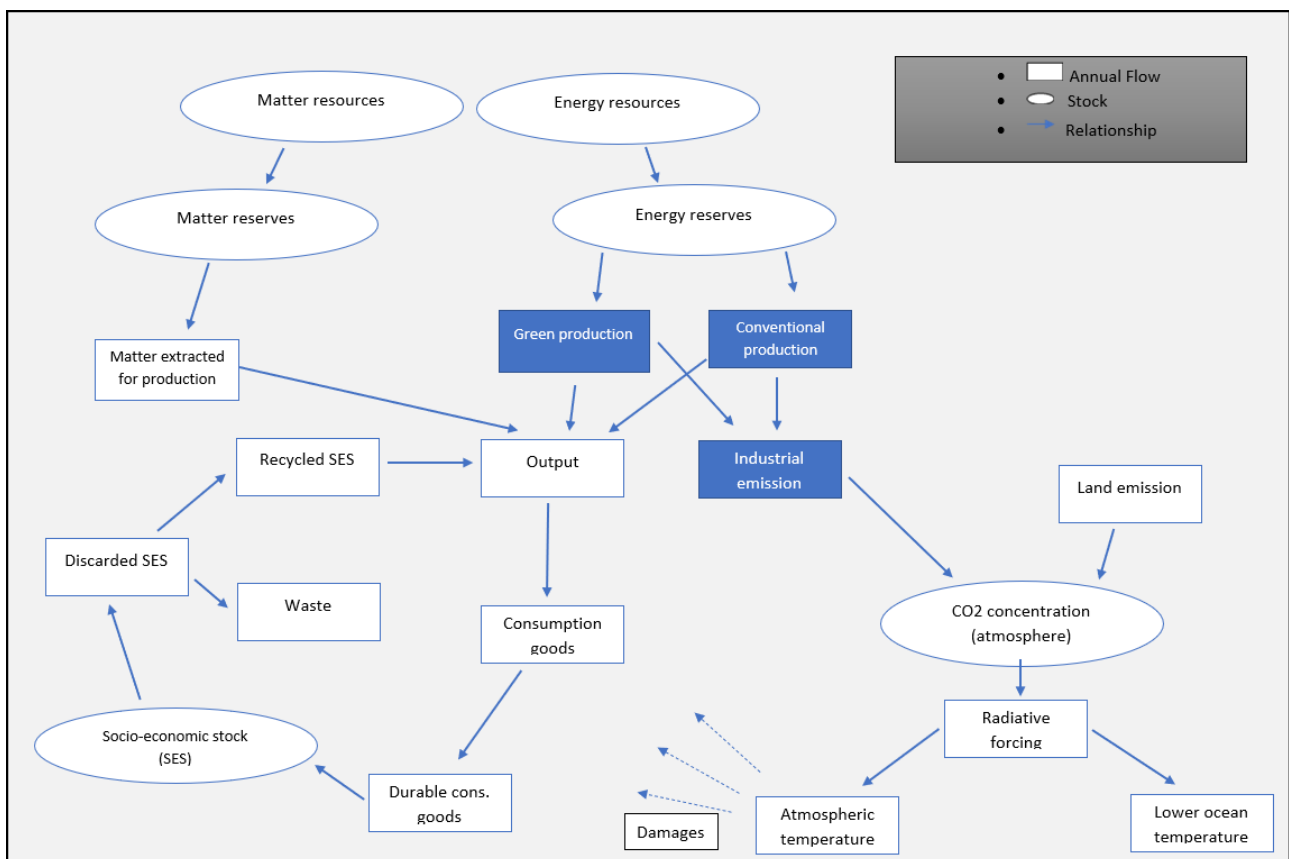 Matter resources
Energy resources
Annual Flow
Stock
Relationship
Matter reserves
Energy reserves
Green production
Conventional
production
Matter extracted
for production
Recycled SES
Output
Industrial
emission
Land emission
Discarded SES
Waste
Consumption
goods
CO2 concentration
(atmosphere)
Socio-economic stock
(SES)
Radiative
forcing
Durable cons.
goods
Damages
Atmospheric
temperature
Lower ocean
temperature